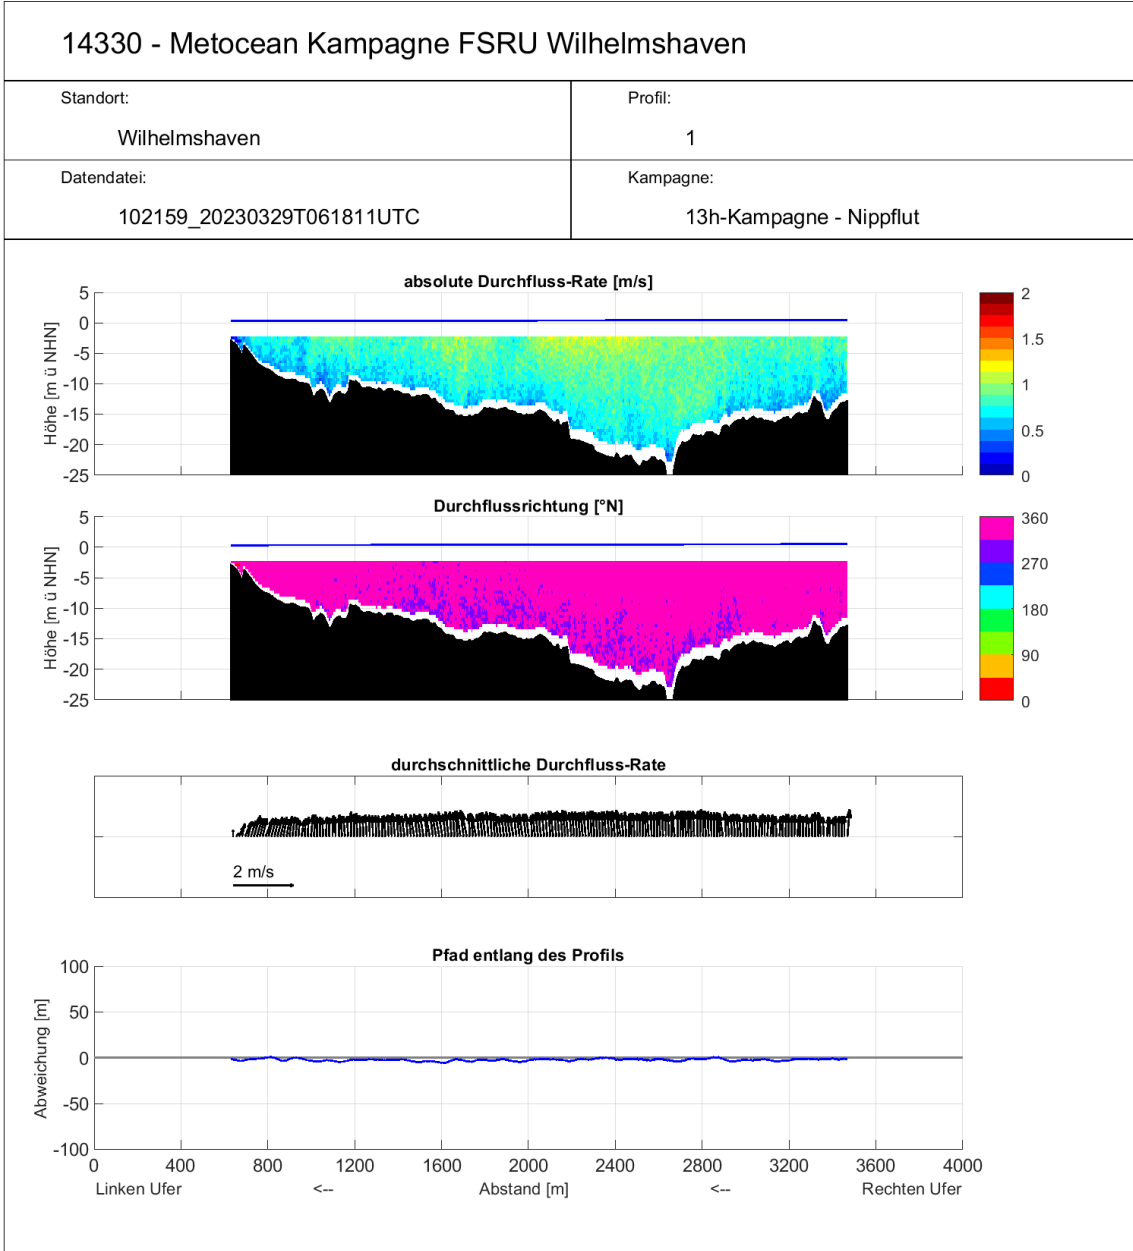 14330 - Metocean Kampagne FSRU Wilhelmshaven
Standort:
Wilhelmshaven
Profil:
1
Datendatei:
102159_20230329T061811UTC
Kampagne:
13h-Kampagne - Nippflut
absolute Durchfluss-Rate [m/s]
Höhe [m ü NHN]
5
0
-5
-10
-15
-20
-25
2
1.5
1
0.5
0
Durchflussrichtung [°N]
Höhe [m ü NHN]
5
0
-5
-10
-15
-20
-25
360
270
180
90
0
durchschnittliche Durchfluss-Rate
2 m/s
Pfad entlang des Profils
Abweichung [m]
100
50
0
-50
-100
0 400 800 1200 1600 2000 2400 2800 3200 3600 4000
Linken Ufer <-- Abstand [m] <-- Rechten Ufer